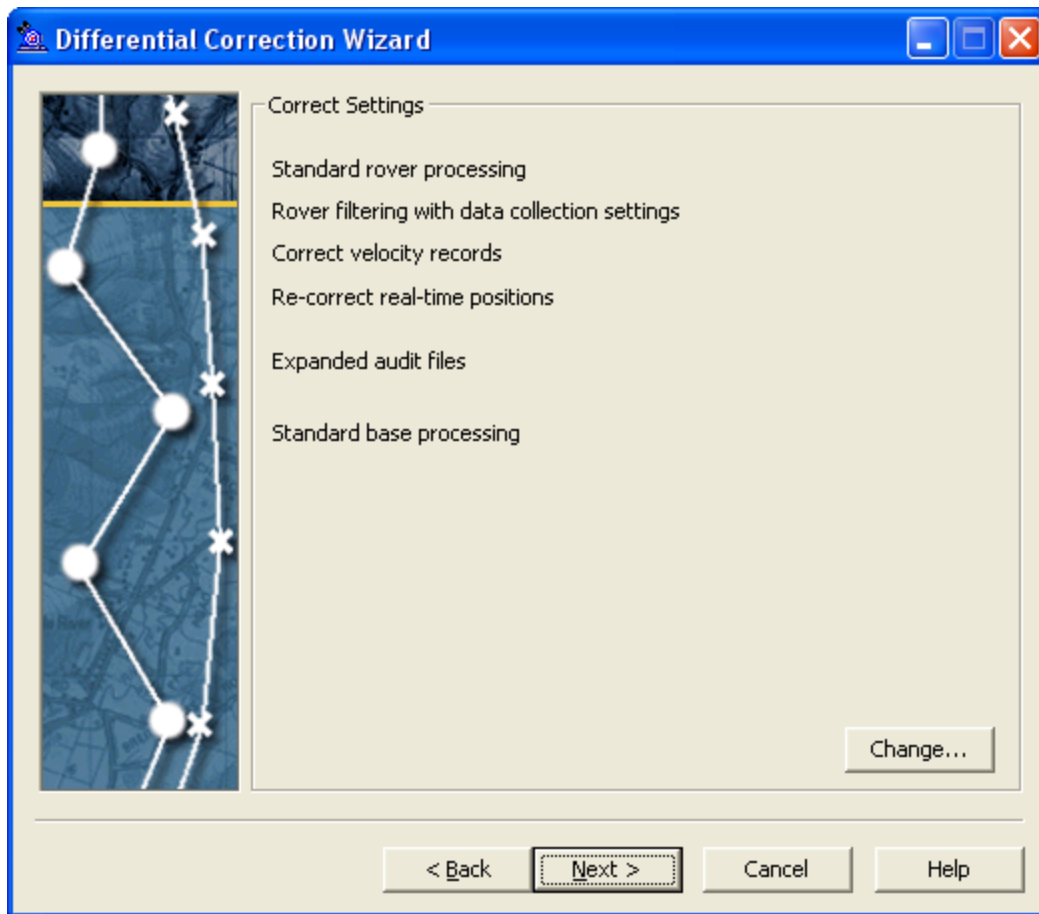 Differential Correction Wizard
Correct Settings
Standard rover processing
Rover filtering with data collection settings
Correct velocity records
Re-correct real-time positions
Expanded audit files
Standard base processing
Change...
< Back
Next >
Cancel
Help